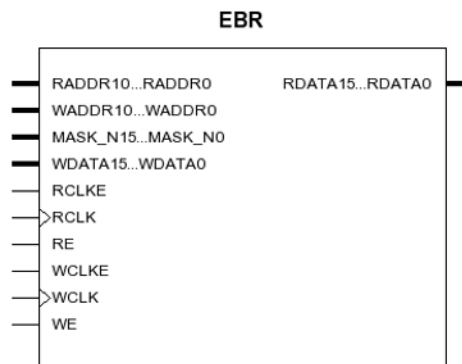 EBR
RADDR10...RADDR0 RDATA15...RDATA0
WADDR10...WADDR0
MASK_N15...MASK_N0
WDATA15...WDATA0
RCLKE
RCLK
RE
WCLKE
WCLK
WE